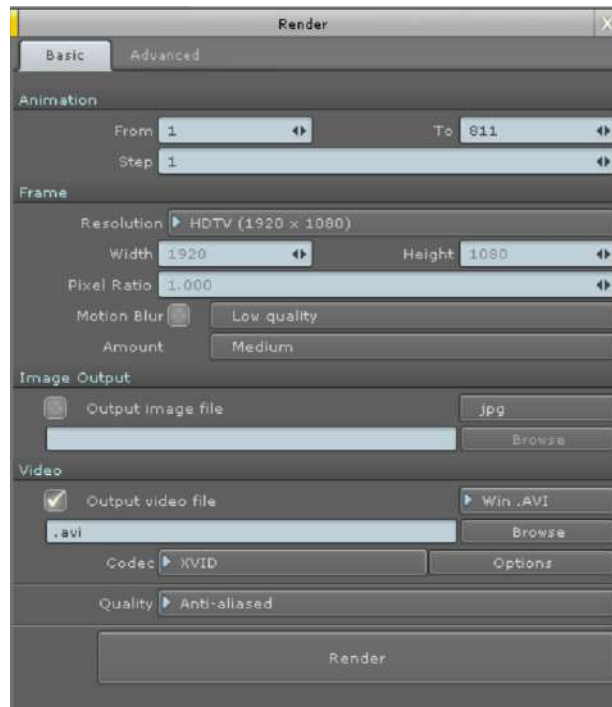 Render X
Basic Advanced
Animation
From 1 To 811
Step 1
Frame
Resolution HDTV (1920 x 1080)
Width 1920 Height 1080
Pixel Ratio 1.000
Motion Blur Low quality
Amount Medium
Image Output
Output image file jpg
Browse
Video
Output video file Win .AVI
.avi Browse
Codec XVID Options
Quality Anti-aliased
Render